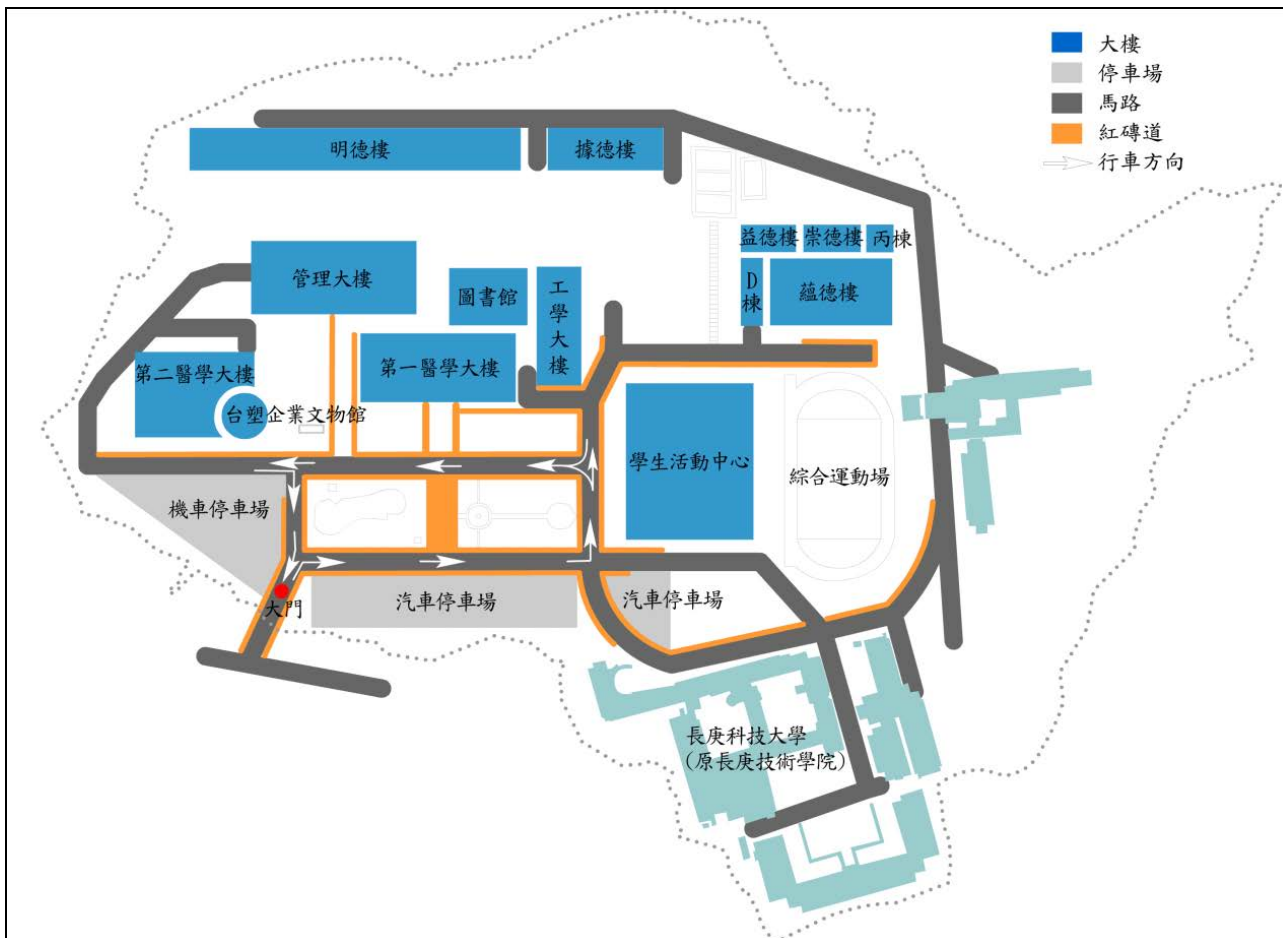 大樓
停車場
馬路
紅磚道
行車方向
明德樓
據德樓
益德樓
崇德樓
丙棟
管理大樓
圖書館
工學大樓
D棟
蘊德樓
第二醫學大樓
第一醫學大樓
台塑企業文物館
學生活動中心
綜合運動場
機車停車場
大門
汽車停車場
汽車停車場
長庚科技大學
(原長庚技術學院)